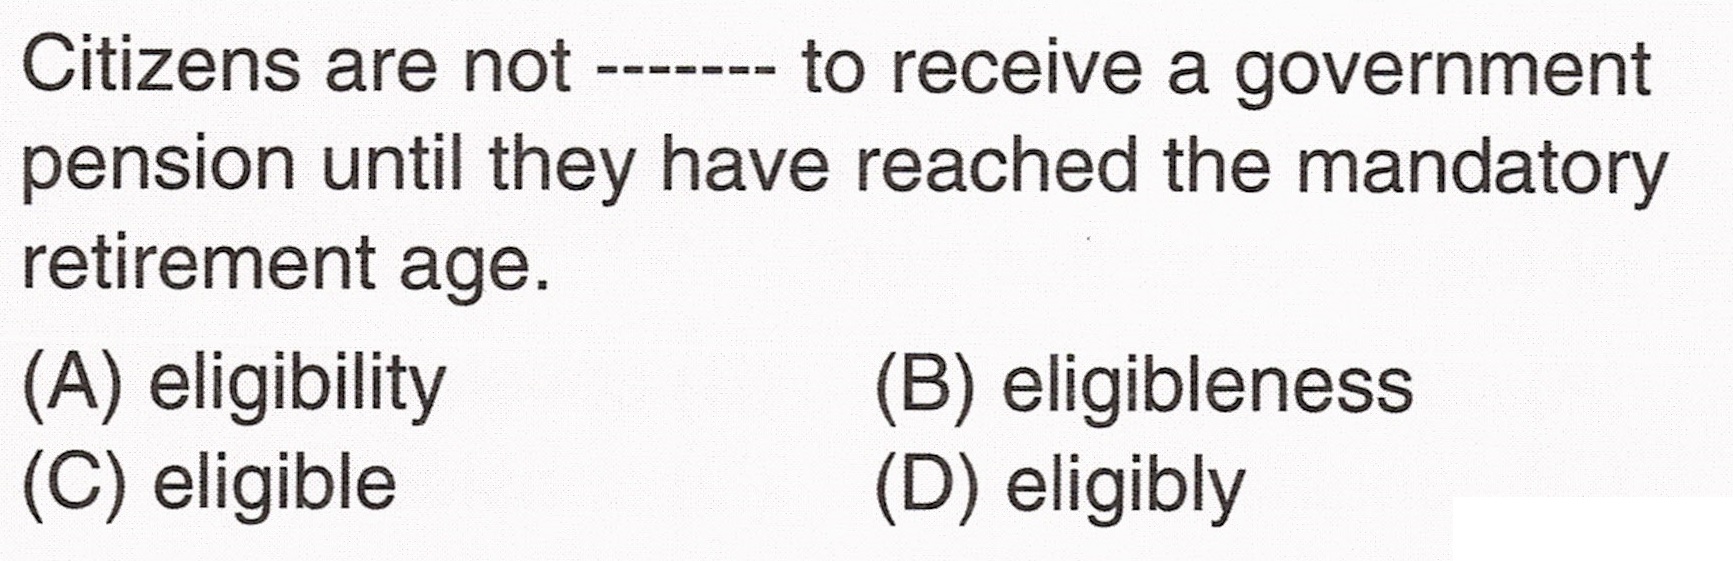 Citizens are not ------- to receive a government
pension until they have reached the mandatory
retirement age.
(A) eligibility (B) eligibleness
(C) eligible (D) eligibly